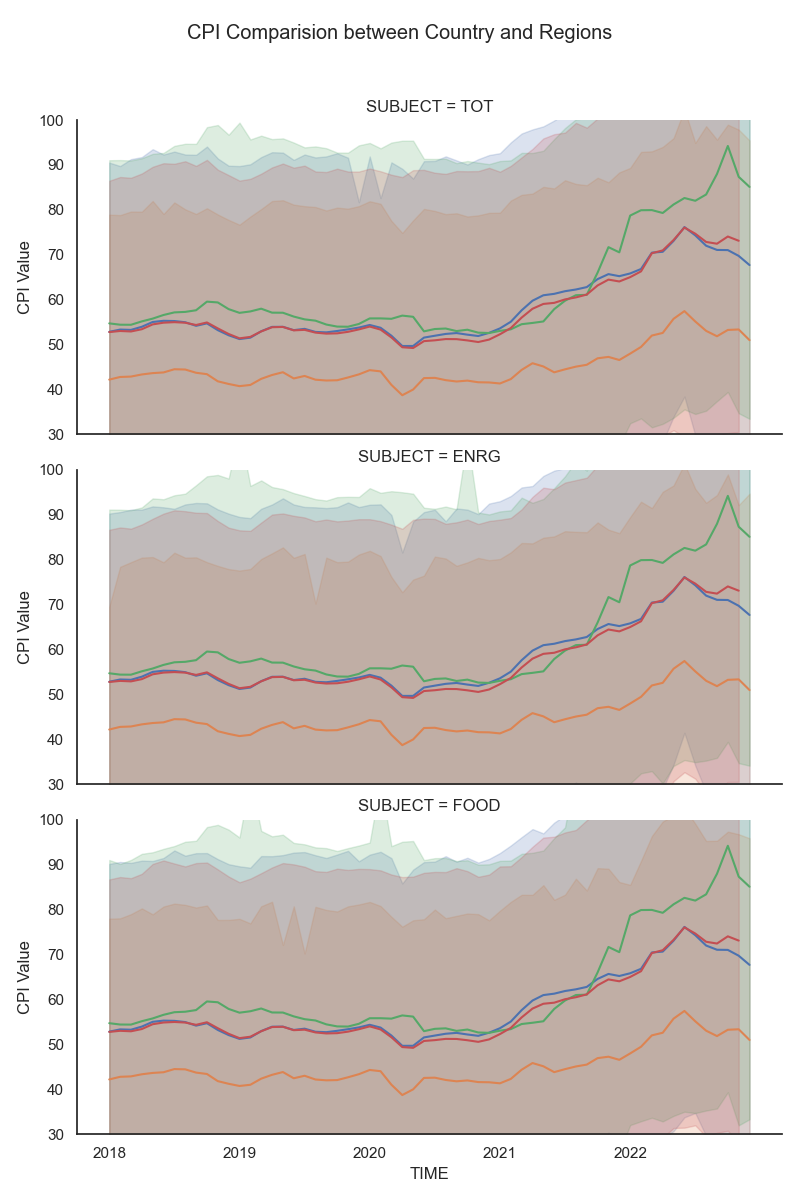 CPI Comparision between Country and Regions
SUBJECT = TOT
100
90
80
70
60
50
40
30
CPI Value
SUBJECT = ENRG
100
90
80
70
60
50
40
30
CPI Value
SUBJECT = FOOD
100
90
80
70
60
50
40
30
CPI Value
2018 2019 2020 2021 2022
TIME